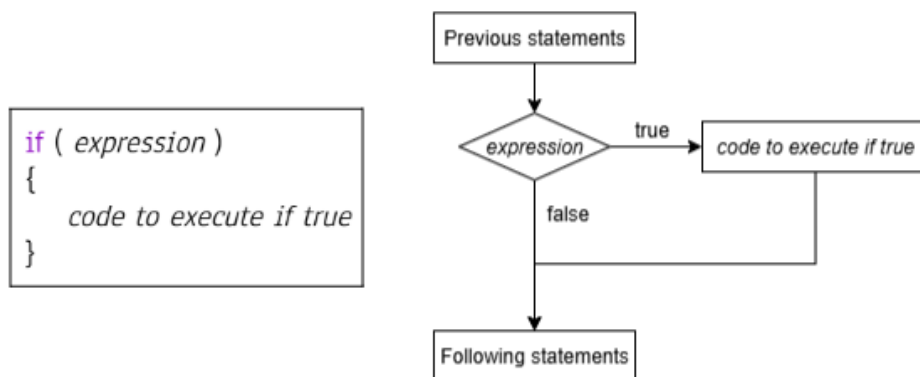 if ( expression )
{
code to execute if true
}
Previous statements
expression
true
code to execute if true
false
Following statements